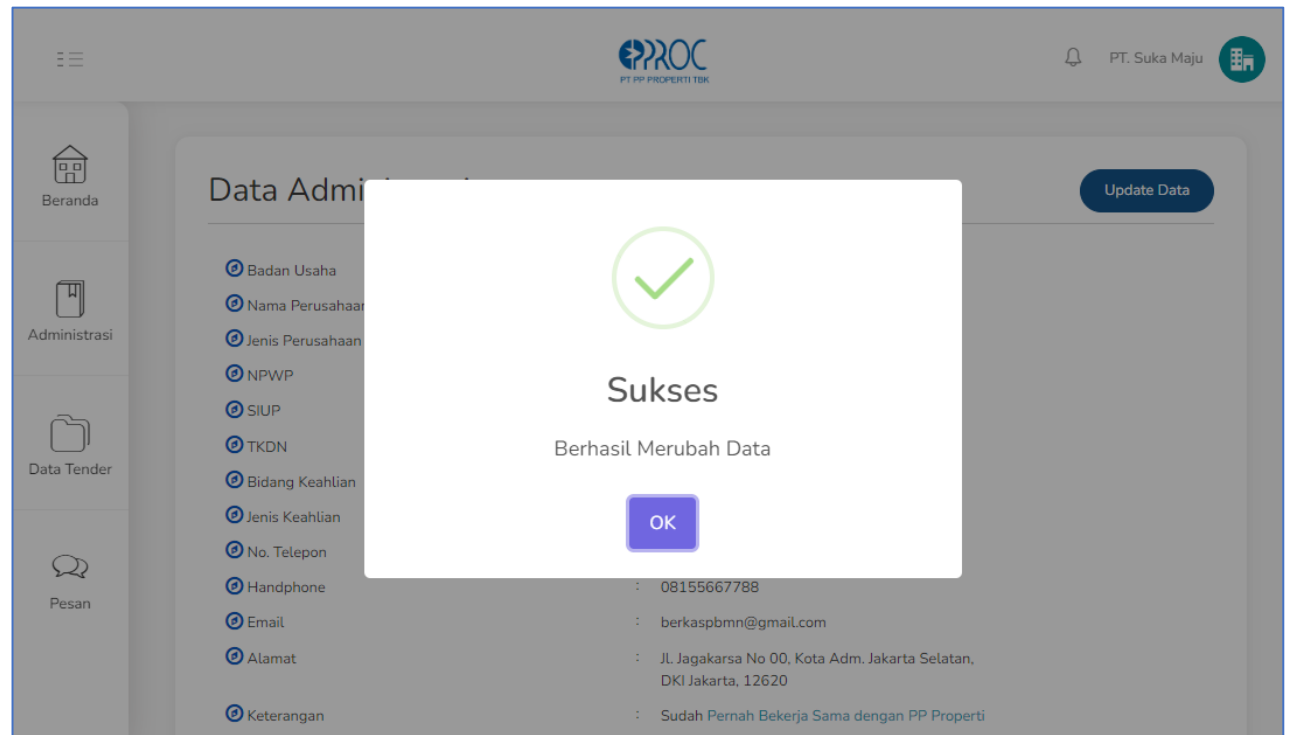 EPROC
PT PP PROPERTI TBK
PT. Suka Maju
Beranda
Administrasi
Data Tender
Pesan
Data Admi
Update Data
Badan Usaha
Nama Perusahaan
Jenis Perusahaan
NPWP
SIUP
TKDN
Bidang Keahlian
Jenis Keahlian
No. Telepon
Handphone : 08155667788
Email : berkaspbmn@gmail.com
Alamat : Jl. Jagakarsa No 00, Kota Adm. Jakarta Selatan,
DKI Jakarta, 12620
Keterangan : Sudah Pernah Bekerja Sama dengan PP Properti
Sukses
Berhasil Merubah Data
OK